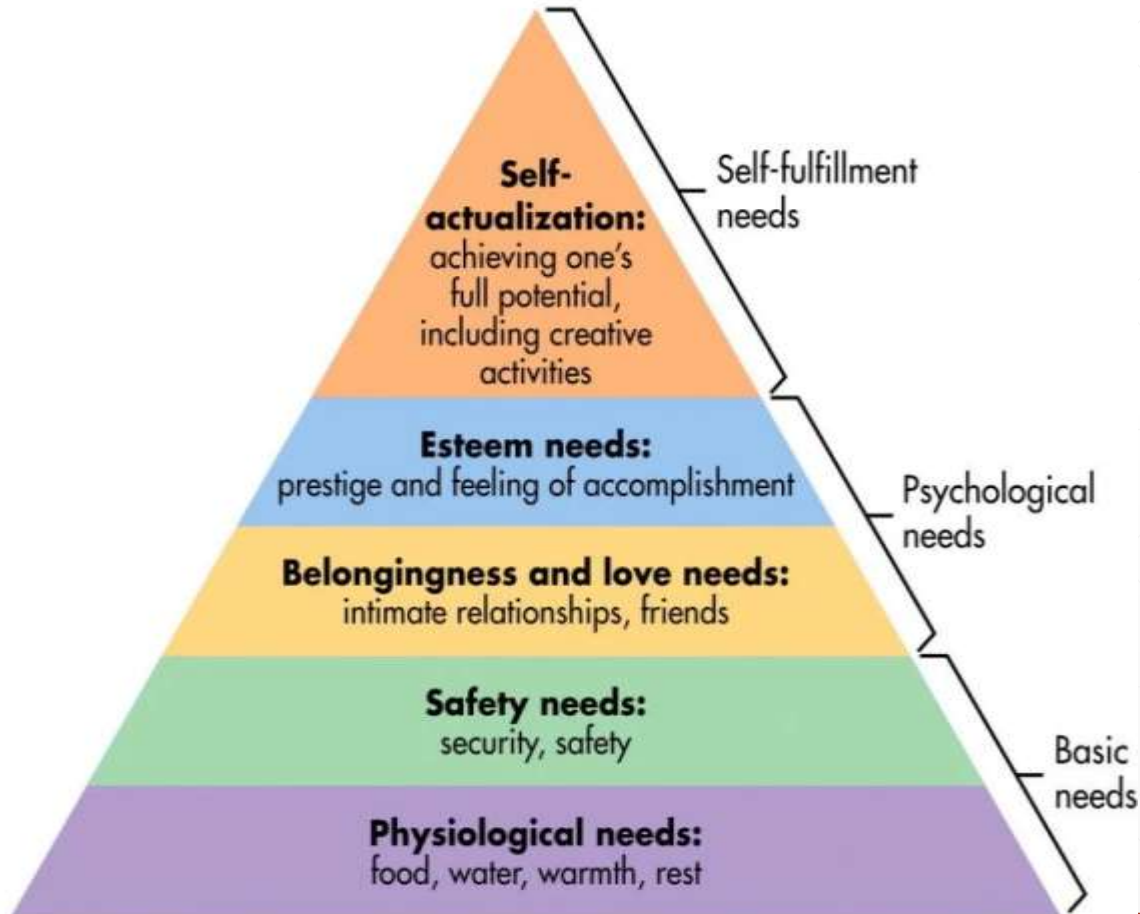 Self-
actualization:
achieving one's
full potential,
including creative
activities
Self-fulfillment
needs
Esteem needs:
prestige and feeling of accomplishment
Psychological
needs
Belongingness and love needs:
intimate relationships, friends
Safety needs:
security, safety
Basic
needs
Physiological needs:
food, water, warmth, rest